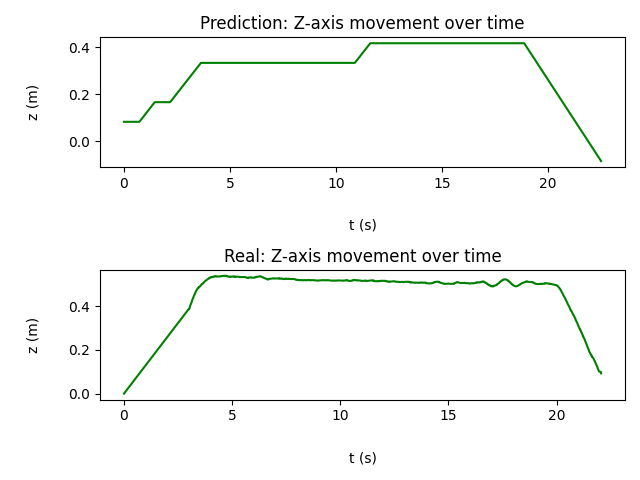 Prediction: Z-axis movement over time
0.4
0.2
0.0
z (m)
0 5 10 15 20
t (s)
Real: Z-axis movement over time
0.4
0.2
0.0
z (m)
0 5 10 15 20
t (s)